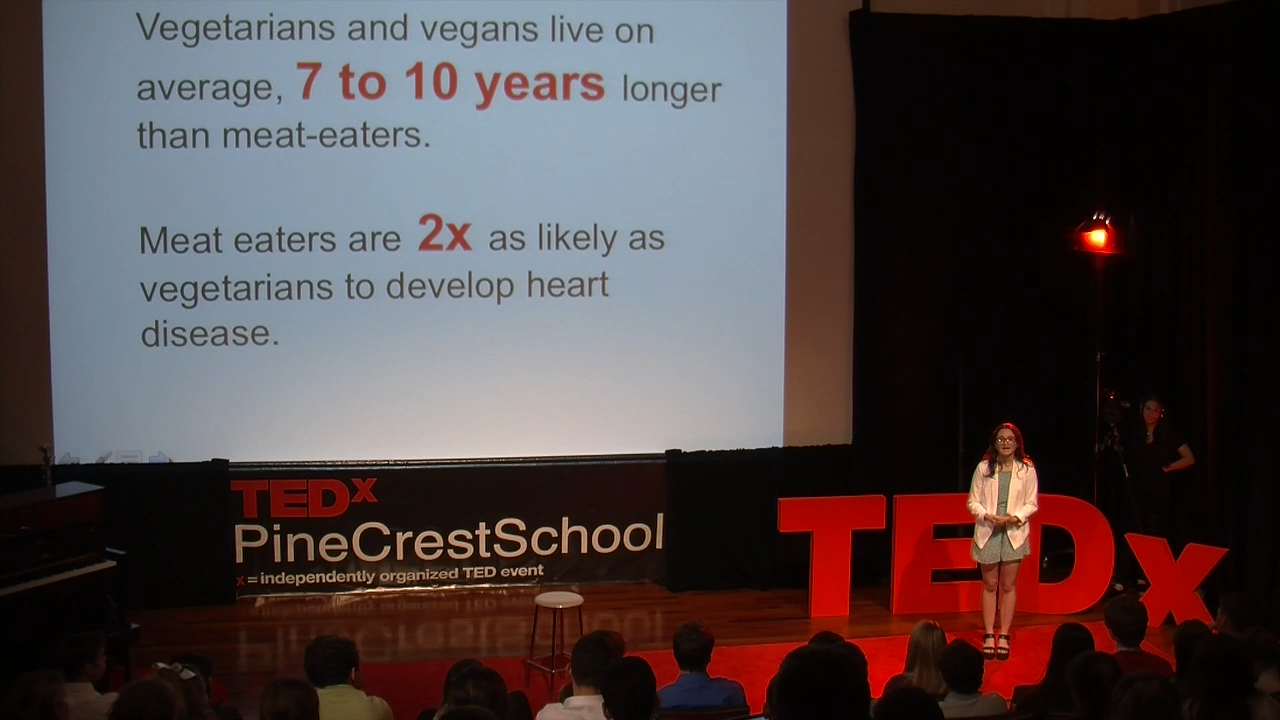 Vegetarians and vegans live on
average, 7 to 10 years longer
than meat-eaters.
Meat eaters are 2x as likely as
vegetarians to develop heart
disease.
TEDx
PineCrestSchool
x = independently organized TED event
TEDx